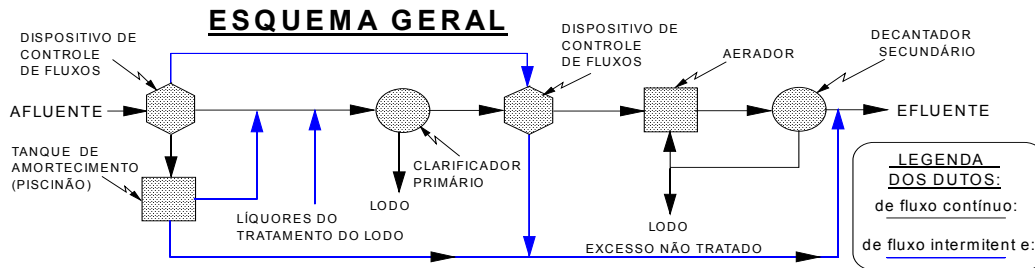 ESQUEMA GERAL
DISPOSITIVO DE
CONTROLE
DE FLUXOS
DISPOSITIVO DE
CONTROLE
DE FLUXOS
AERADOR
DECANTADOR
SECUNDÁRIO
AFLUENTE
EFLUENTE
TANQUE DE
AMORTECIMENTO
(PISCINÃO)
CLARIFICADOR
PRIMÁRIO
LODO
LÍQUORES DO
TRATAMENTO DO LODO
LODO
EXCESSO NÃO TRATADO
LEGENDA
DOS DUTOS:
de fluxo contínuo:
de fluxo intermitent e: